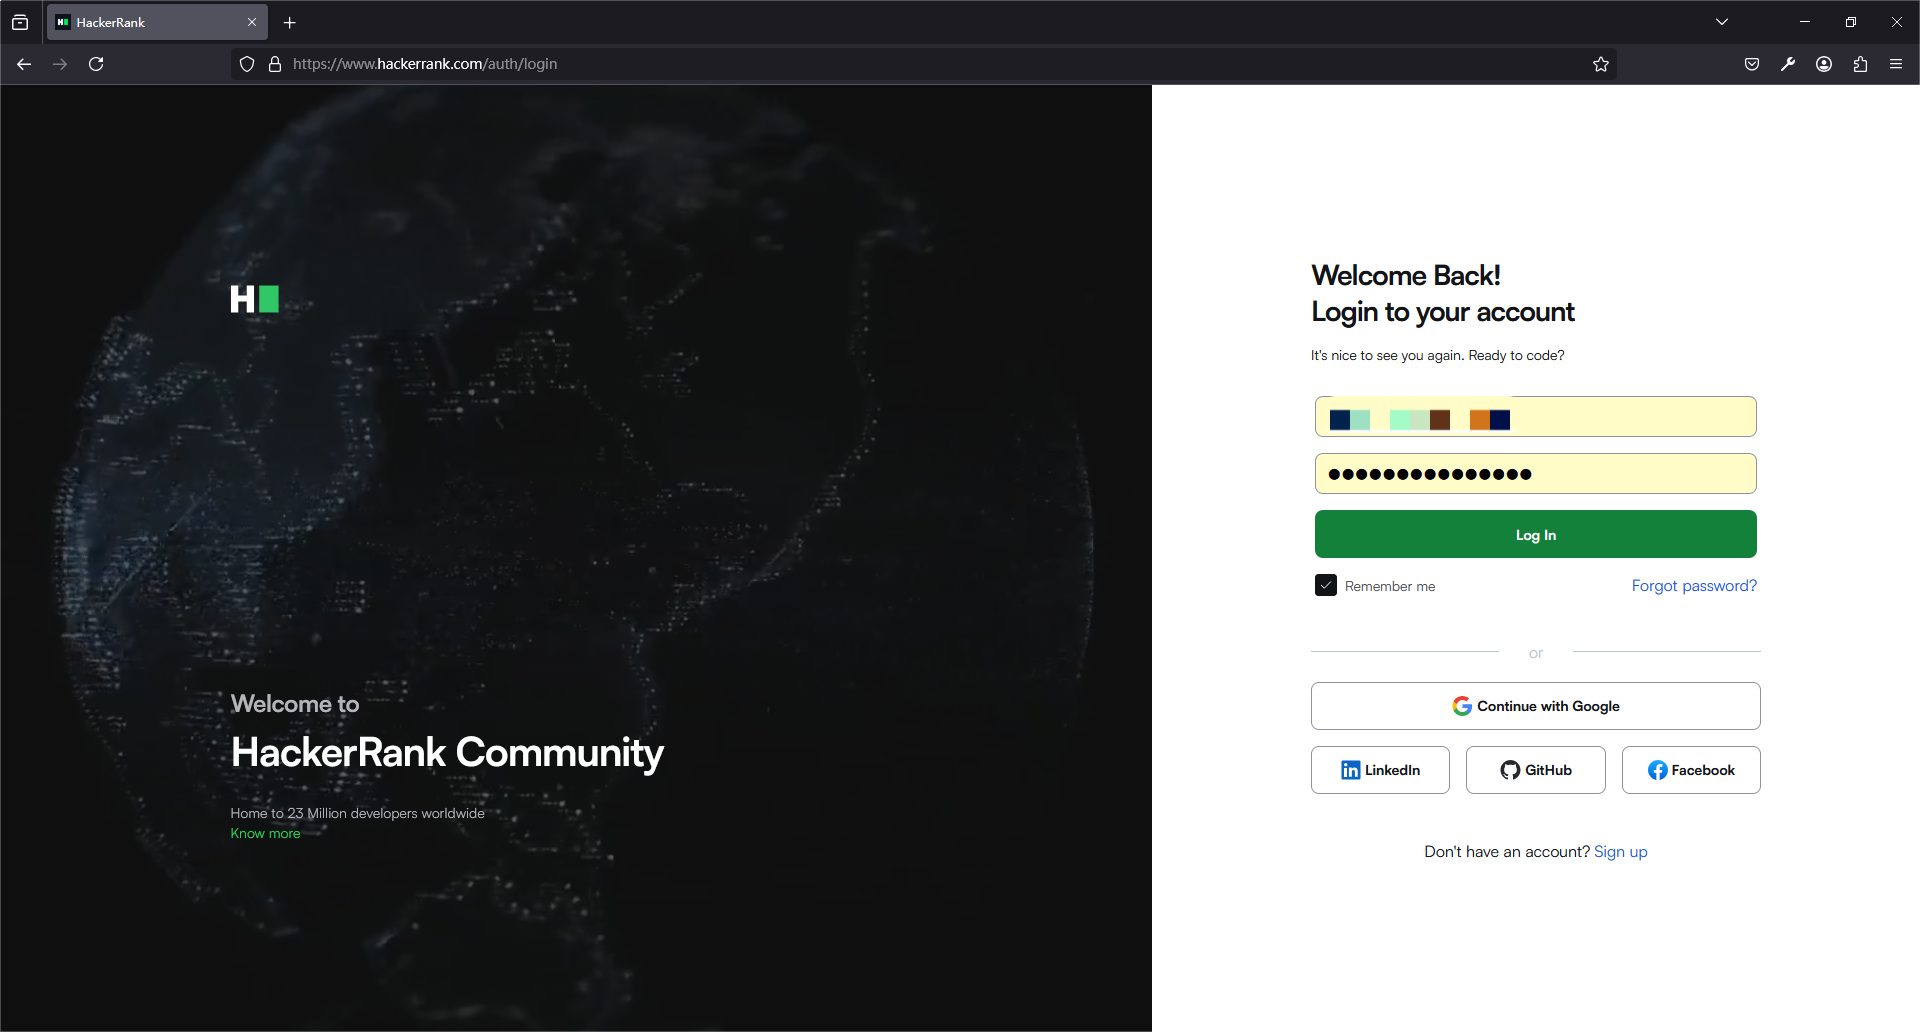 HackerRank
https://www.hackerrank.com/auth/login
H
Welcome to
HackerRank Community
Home to 23 Million developers worldwide
Know more
Welcome Back!
Login to your account
It's nice to see you again. Ready to code?
●●●●●●●●●●●●●●●
Log In
Remember me
Forgot password?
or
Continue with Google
LinkedIn
GitHub
Facebook
Don't have an account? Sign up